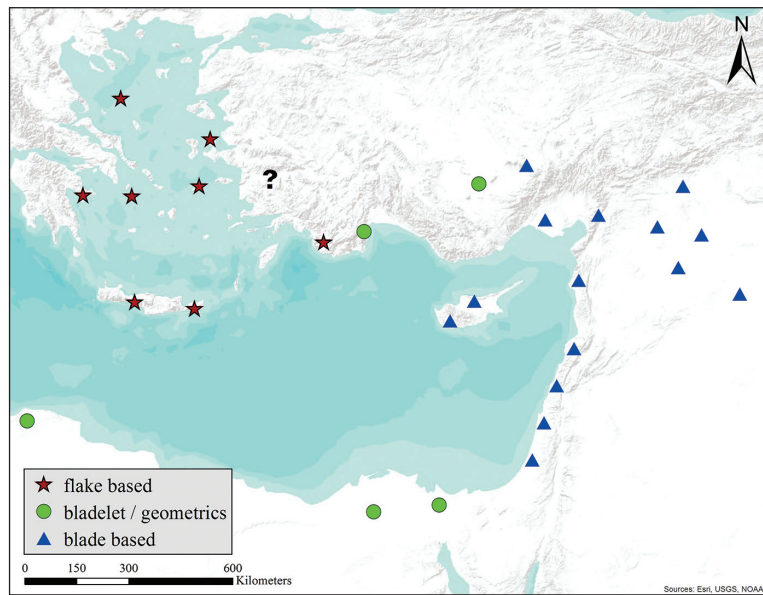 N
?
flake based
bladelet / geometrics
blade based
0 150 300 600
Kilometers
Sources: Esri, USGS, NOAA